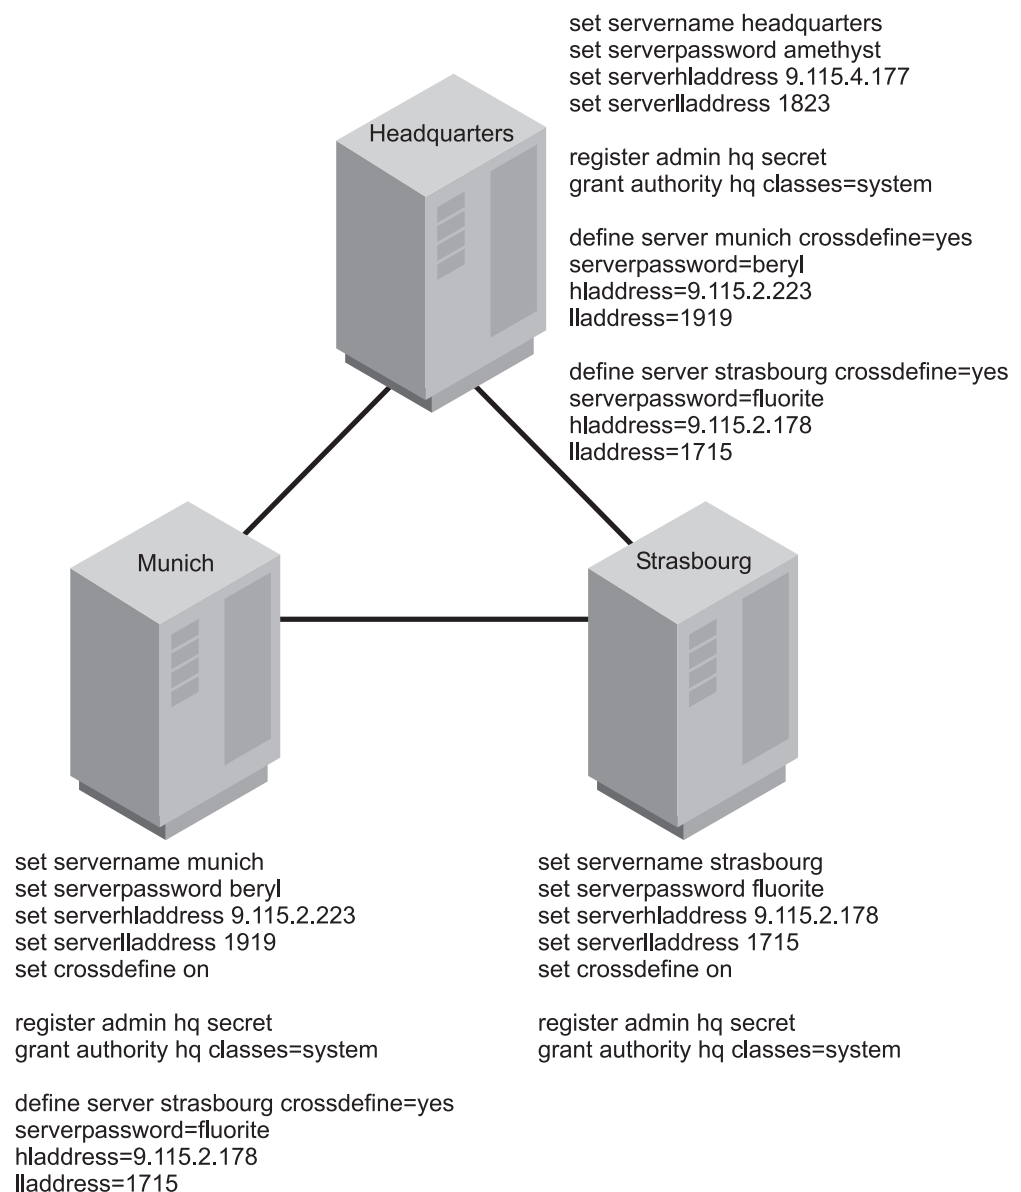 set servername headquarters
set serverpassword amethyst
set serverhladdress 9.115.4.177
set serverlladdress 1823
Headquarters
register admin hq secret
grant authority hq classes=system
define server munich crossdefine=yes
serverpassword=beryl
hladdress=9.115.2.223
lladdress=1919
define server strasbourg crossdefine=yes
serverpassword=fluorite
hladdress=9.115.2.178
lladdress=1715
Munich
Strasbourg
set servername munich
set serverpassword beryl
set serverhladdress 9.115.2.223
set serverlladdress 1919
set crossdefine on
register admin hq secret
grant authority hq classes=system
define server strasbourg crossdefine=yes
serverpassword=fluorite
hladdress=9.115.2.178
lladdress=1715
set servername strasbourg
set serverpassword fluorite
set serverhladdress 9.115.2.178
set serverlladdress 1715
set crossdefine on
register admin hq secret
grant authority hq classes=system